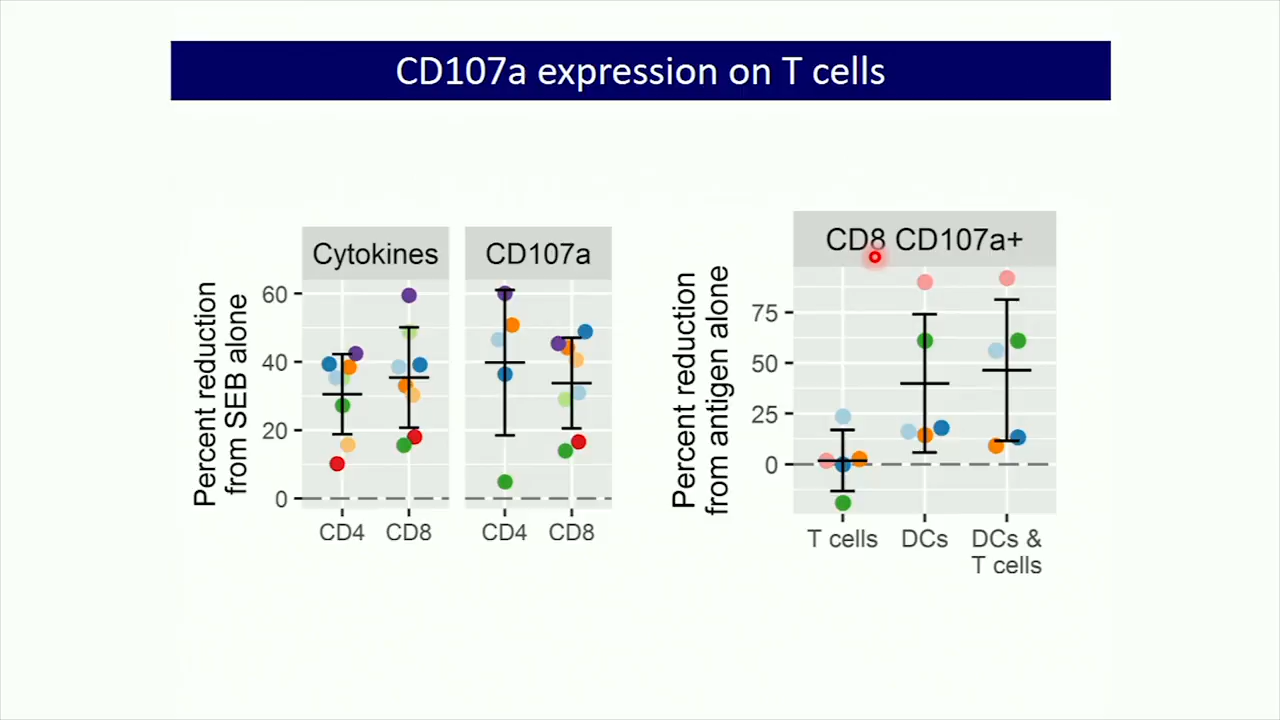 CD107a expression on T cells
Percent reduction
from SEB alone
Cytokines
CD107a
60
40
20
0
CD4
CD8
CD4
CD8
Percent reduction
from antigen alone
CD8 CD107a+
75
50
25
0
T cells
DCs
DCs &
T cells